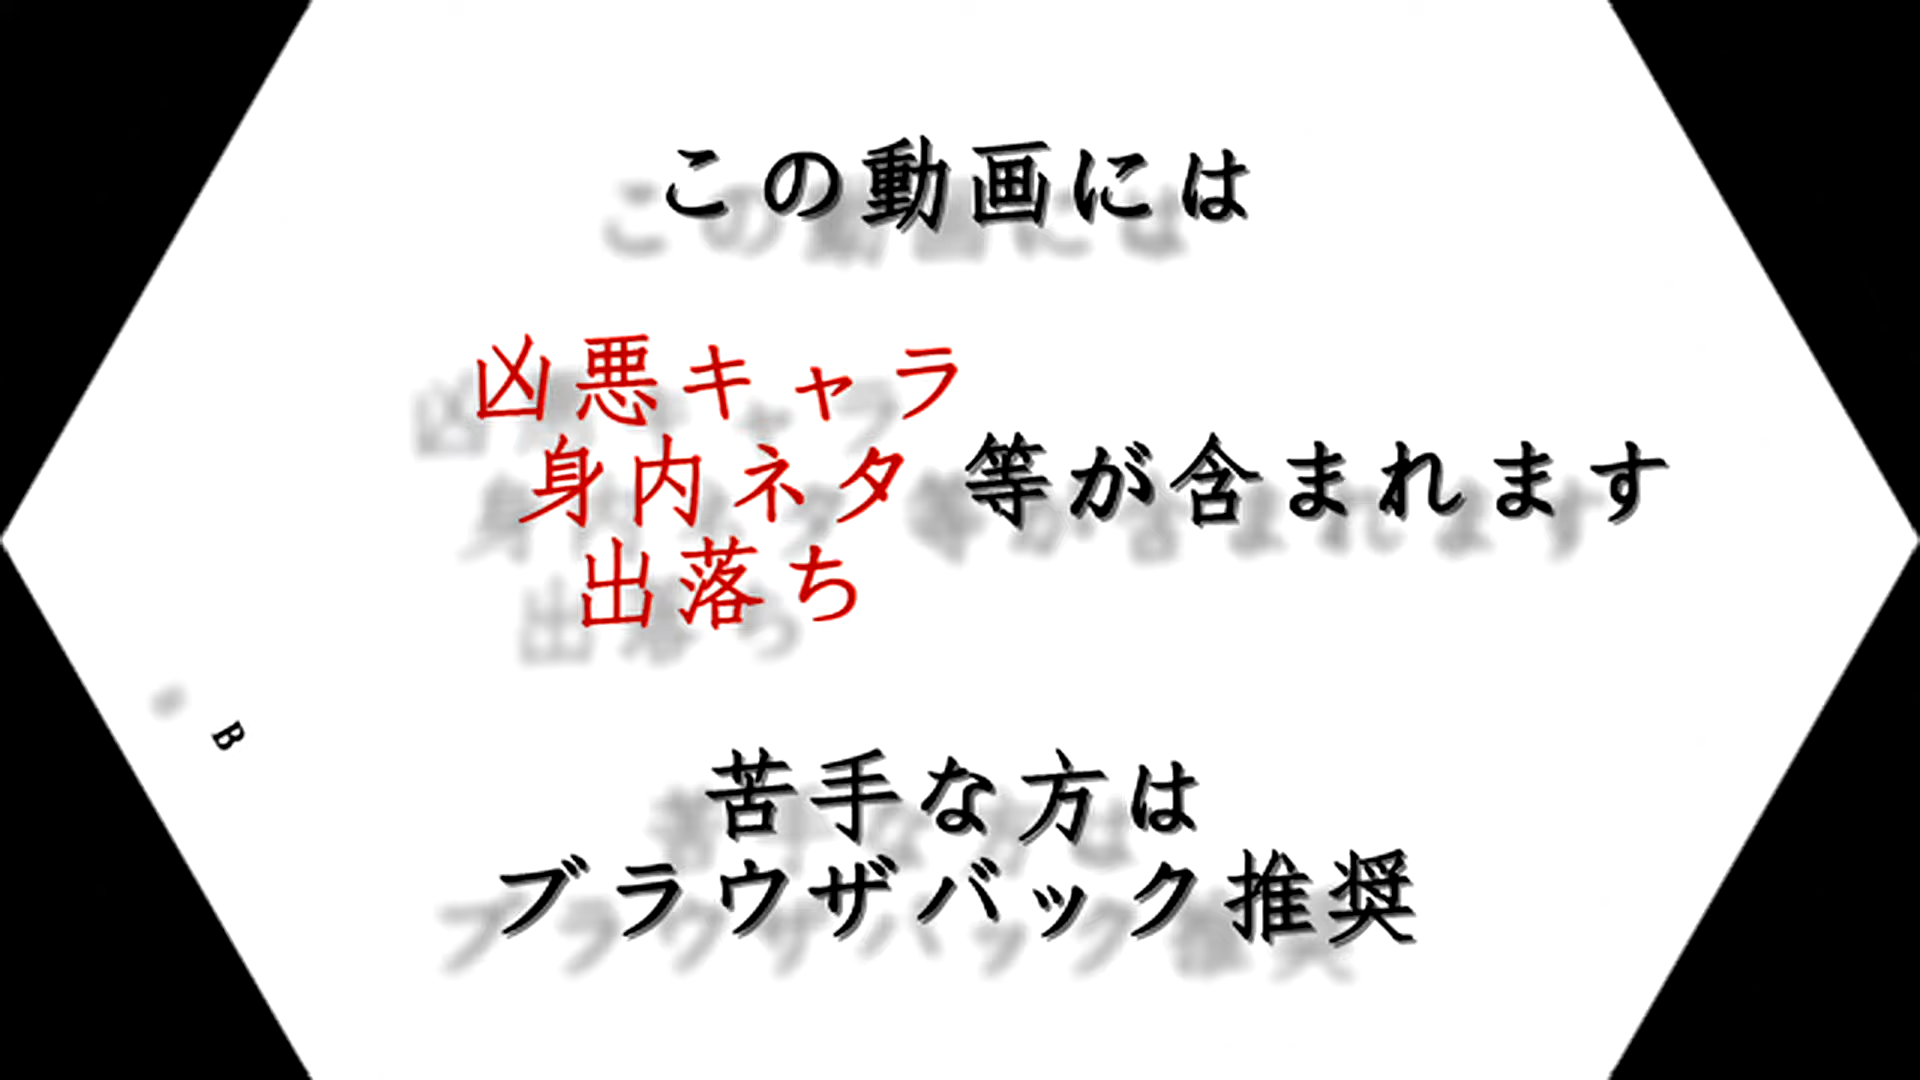 この動画には
凶悪キャラ
身内ネタ 等が含まれます
出落ち
B
苦手な方は
ブラウザバック推奨